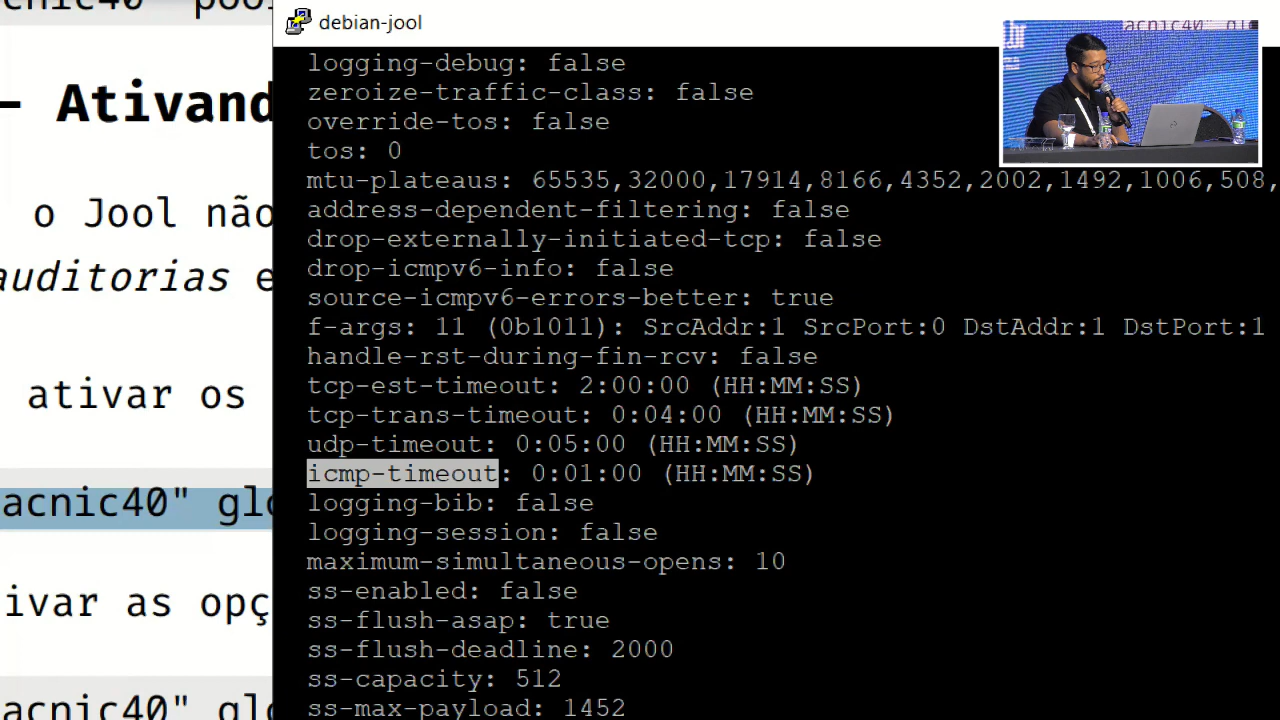 acnic40" pool
- Ativand
o Jool não
auditorias e
ativar os
acnic40" glo
ivar as opç
acnic40" glo
debian-jool
logging-debug: false
zeroize-traffic-class: false
override-tos: false
tos: 0
mtu-plateaus: 65535,32000,17914,8166,4352,2002,1492,1006,508,
address-dependent-filtering: false
drop-externally-initiated-tcp: false
drop-icmpv6-info: false
source-icmpv6-errors-better: true
f-args: 11 (0b1011): SrcAddr:1 SrcPort:0 DstAddr:1 DstPort:1
handle-rst-during-fin-rcv: false
tcp-est-timeout: 2:00:00 (HH:MM:SS)
tcp-trans-timeout: 0:04:00 (HH:MM:SS)
udp-timeout: 0:05:00 (HH:MM:SS)
icmp-timeout: 0:01:00 (HH:MM:SS)
logging-bib: false
logging-session: false
maximum-simultaneous-opens: 10
ss-enabled: false
ss-flush-asap: true
ss-flush-deadline: 2000
ss-capacity: 512
ss-max-payload: 1452